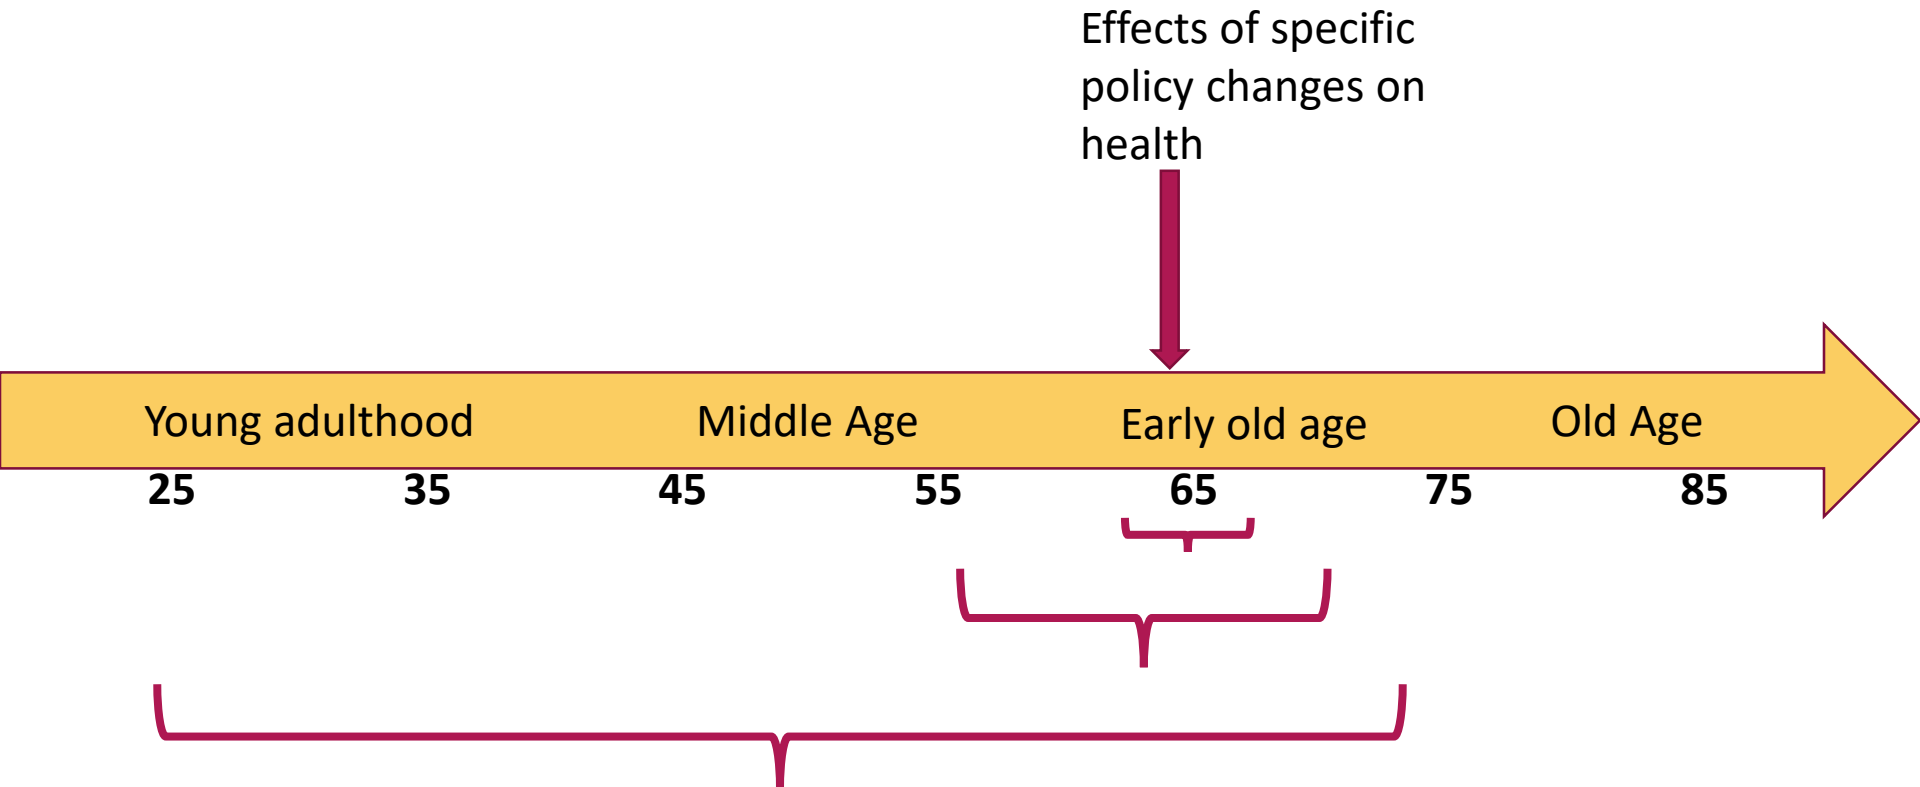 Effects of specific
policy changes on
health
Young adulthood Middle Age Early old age Old Age
25 35 45 55 65 75 85